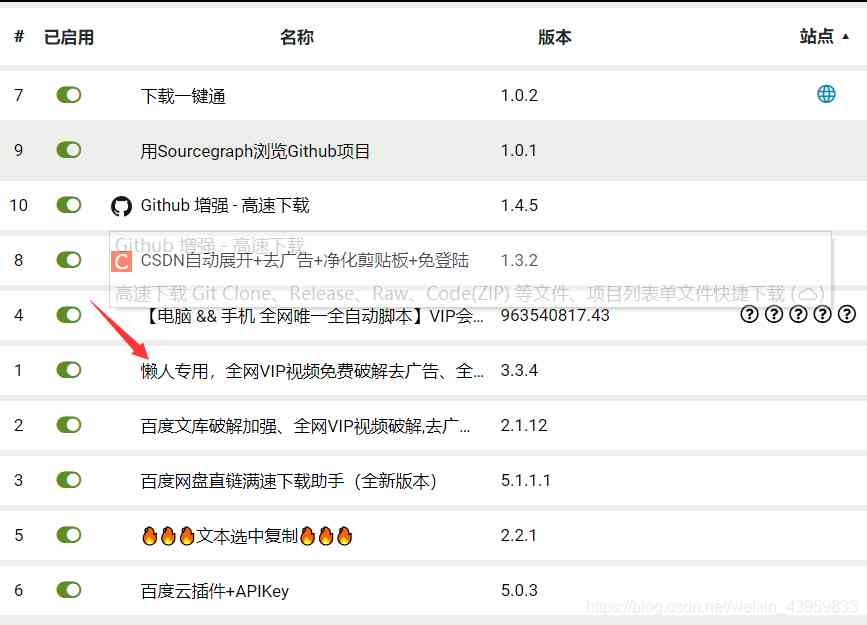 # 已启用 名称 版本 站点 ▲
7 下载一键通 1.0.2
9 用Sourcegraph浏览Github项目 1.0.1
10 Github 增强 - 高速下载 1.4.5
Github 增强 - 高速下载
8 C CSDN自动展开+去广告+净化剪贴板+免登陆 1.3.2
高速下载 Git Clone、Release、Raw、Code(ZIP) 等文件、项目列表单文件快捷下载 (☁)
4 【电脑 && 手机 全网唯一全自动脚本】VIP会... 963540817.43 ? ? ? ? ?
1 懒人专用，全网VIP视频免费破解去广告、全... 3.3.4
2 百度文库破解加强、全网VIP视频破解,去广... 2.1.12
3 百度网盘直链满速下载助手（全新版本） 5.1.1.1
5 🔥🔥🔥文本选中复制🔥🔥🔥 2.2.1
6 百度云插件+APIKey 5.0.3